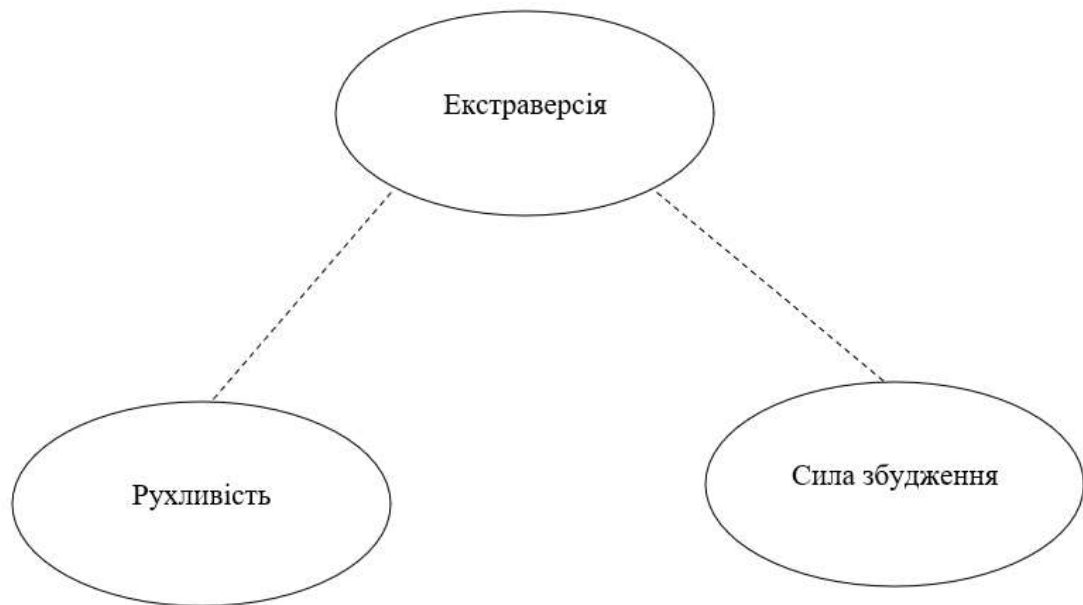 Екстраверсія
Рухливість
Сила збудження